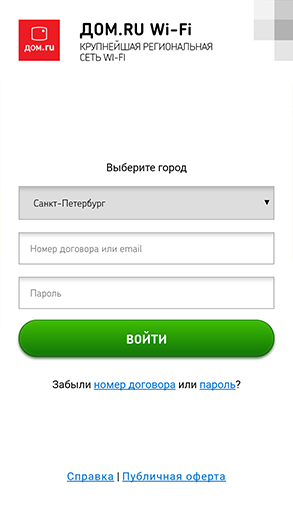 ДОМ.RU Wi-Fi
КРУПНЕЙШАЯ РЕГИОНАЛЬНАЯ
СЕТЬ WI-FI
дом.ru
Выберите город
Санкт-Петербург
Номер договора или email
Пароль
ВОЙТИ
Забыли номер договора или пароль?
Справка | Публичная оферта